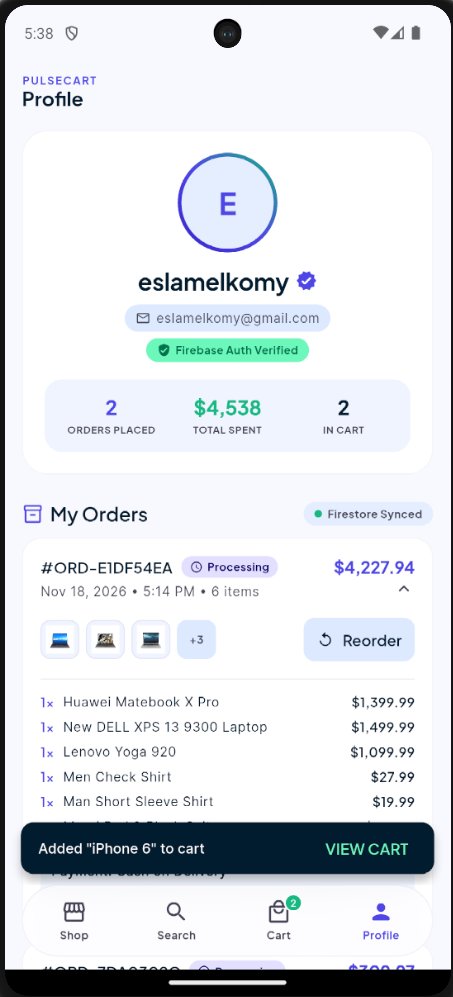 5:38
PULSECART
Profile
E
eslamelkomy
eslamelkomy@gmail.com
Firebase Auth Verified
2 $4,538 2
ORDERS PLACED TOTAL SPENT IN CART
My Orders Firestore Synced
#ORD-E1DF54EA Processing $4,227.94
Nov 18, 2026 • 5:14 PM • 6 items
+3 Reorder
1x Huawei Matebook X Pro $1,399.99
1x New DELL XPS 13 9300 Laptop $1,499.99
1x Lenovo Yoga 920 $1,099.99
1x Men Check Shirt $27.99
1x Man Short Sleeve Shirt $19.99
Added "iPhone 6" to cart VIEW CART
Payment: Cash on Delivery
2
Shop Search Cart Profile